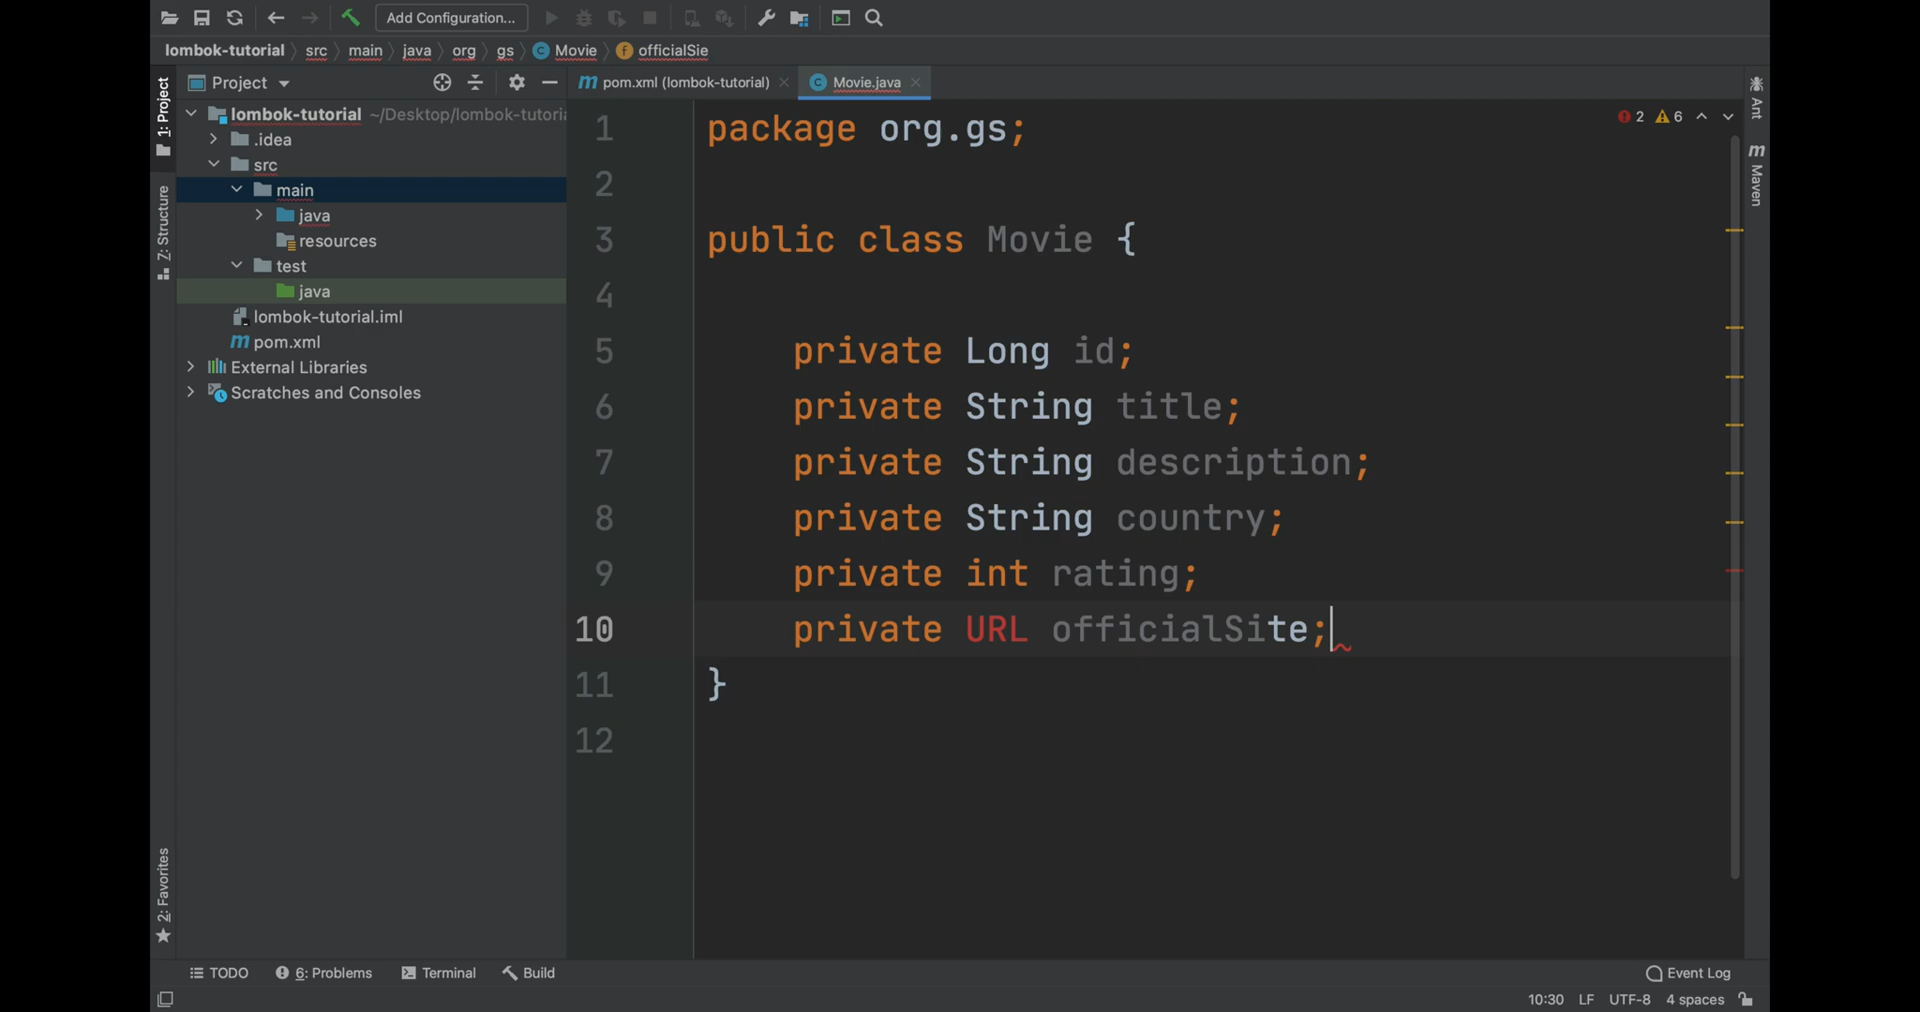 Add Configuration...
lombok-tutorial src main java org gs Movie officialSie
Project
pom.xml (lombok-tutorial)
Movie.java
1: Project
Z: Structure
2: Favorites
lombok-tutorial ~/Desktop/lombok-tutoria
.idea
src
main
java
resources
test
java
lombok-tutorial.iml
pom.xml
External Libraries
Scratches and Consoles
2 6
1 package org.gs;
2
3 public class Movie {
4
5 private Long id;
6 private String title;
7 private String description;
8 private String country;
9 private int rating;
10 private URL officialSite;
11 }
12
Ant
Maven
TODO 6: Problems Terminal Build Event Log
10:30 LF UTF-8 4 spaces